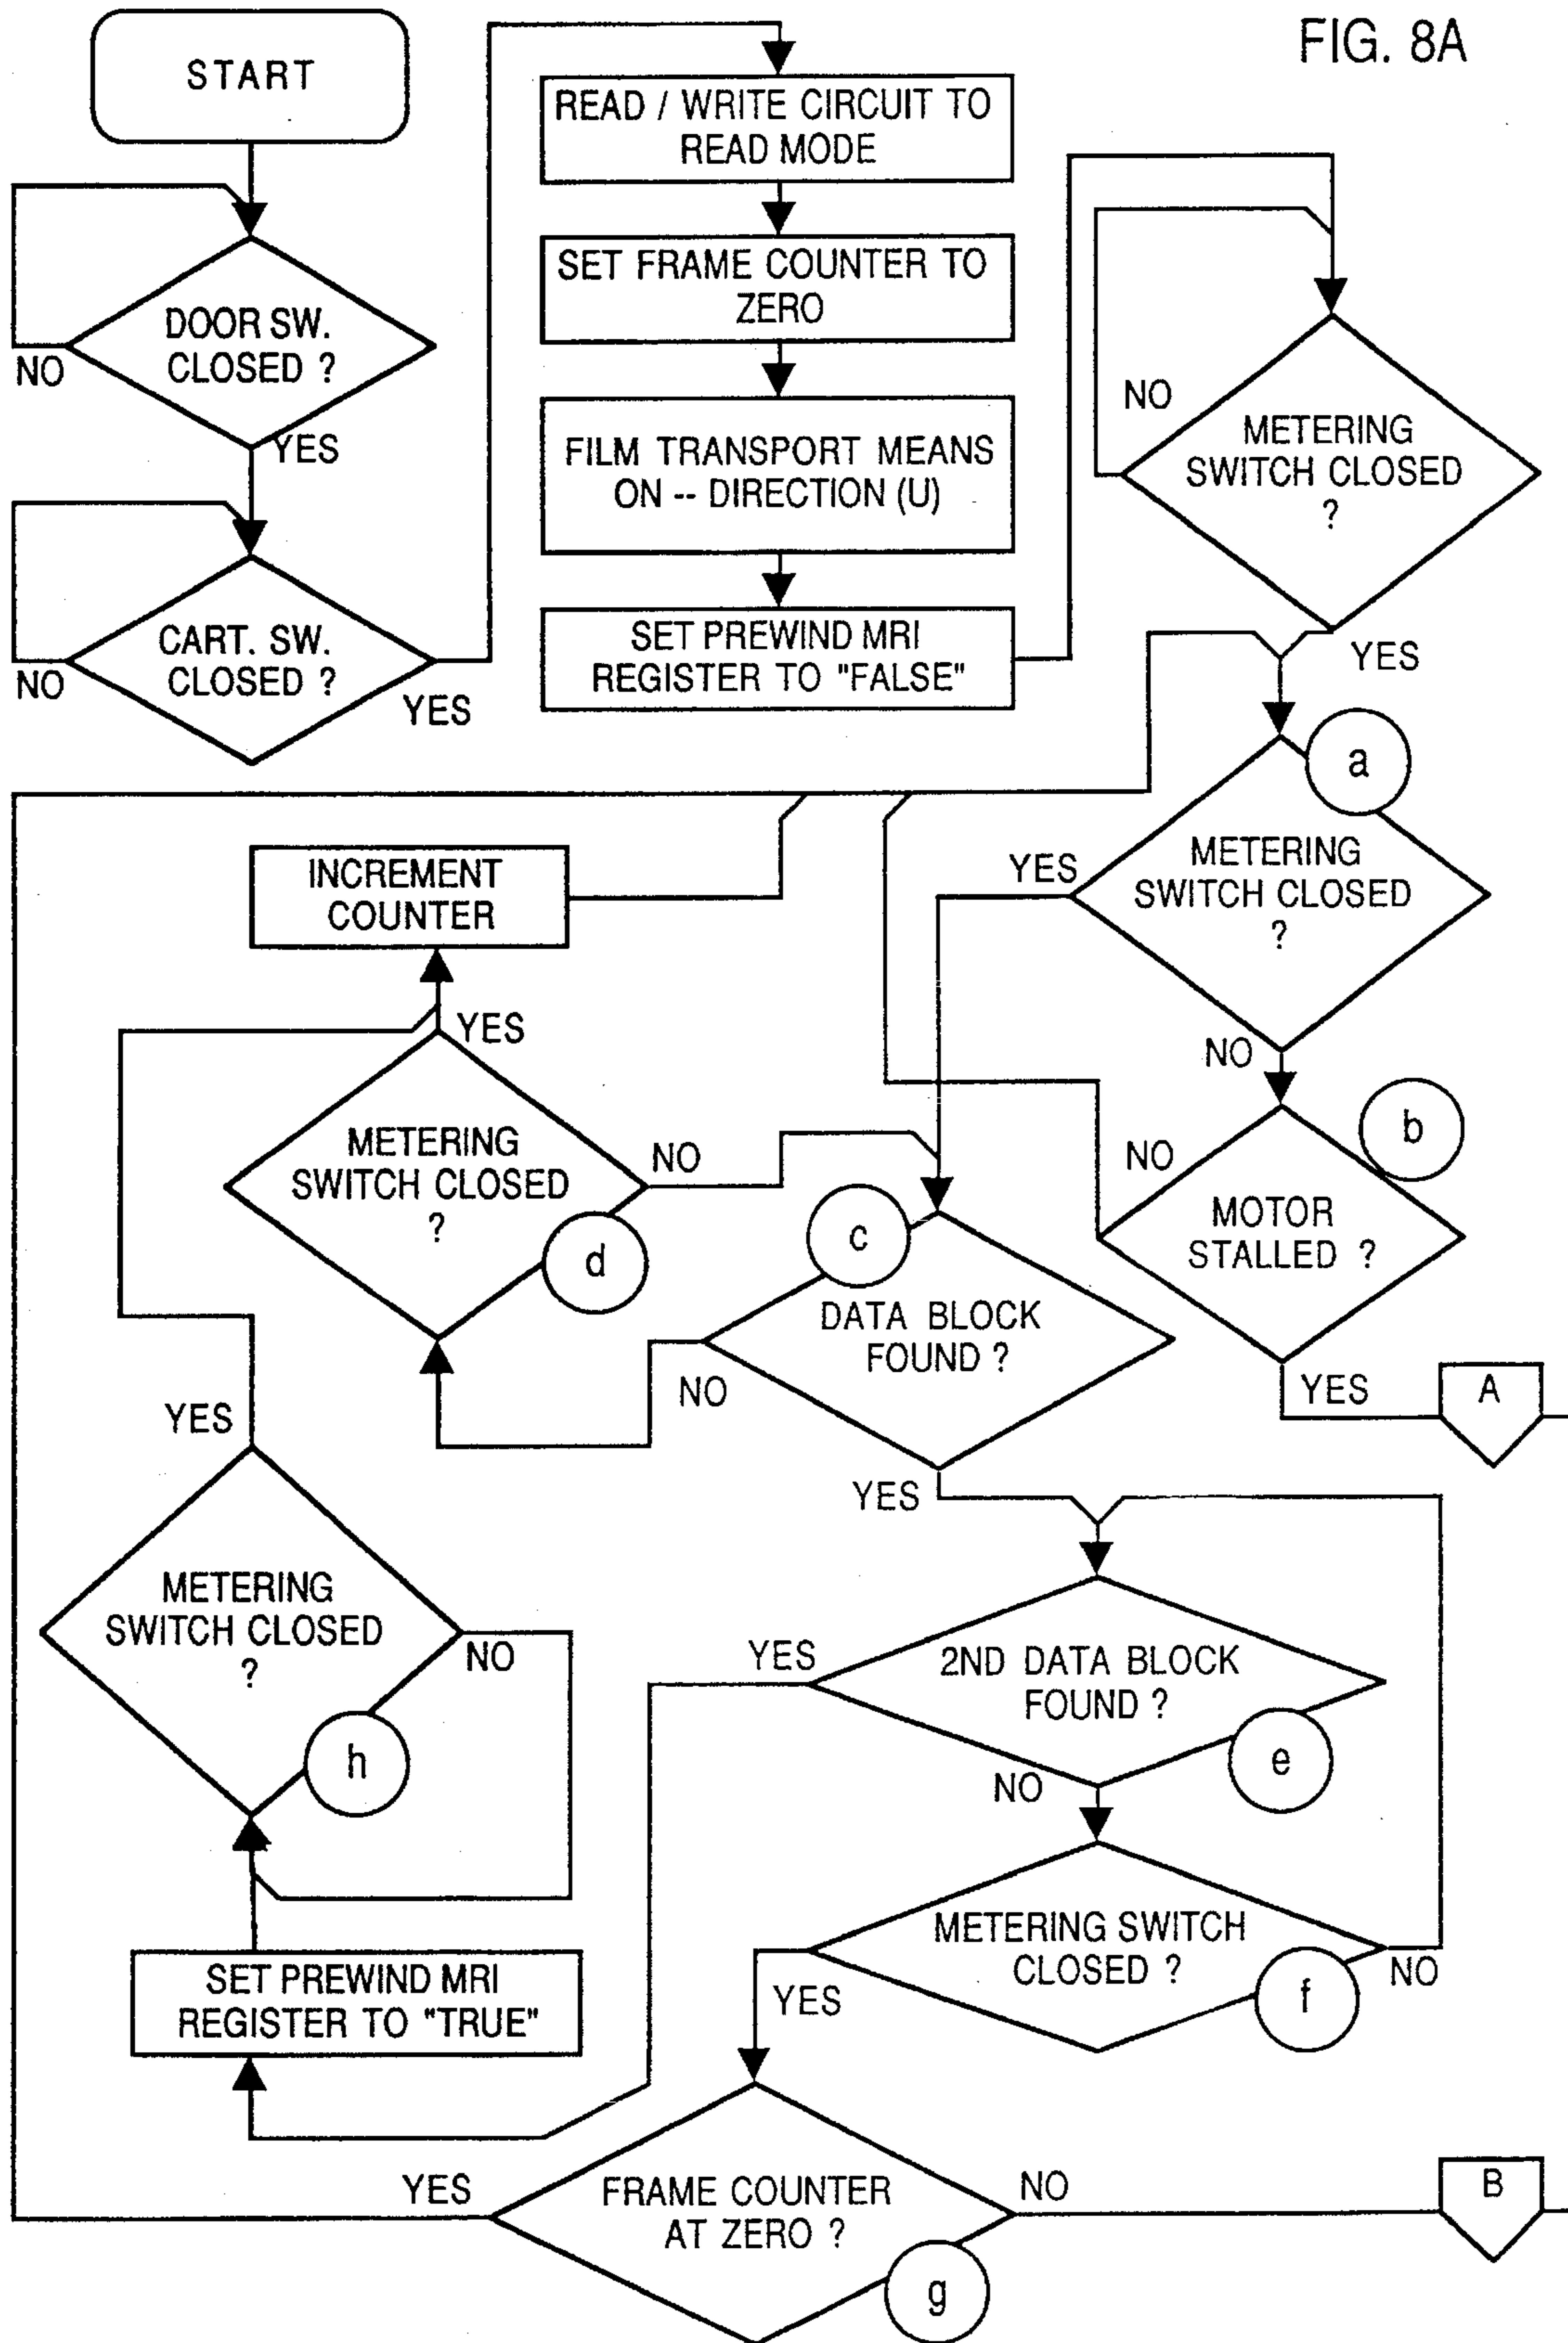 FIG. 8A
START
DOOR SW.
CLOSED ?
NO
YES
CART. SW.
CLOSED ?
NO
YES
READ / WRITE CIRCUIT TO
READ MODE
SET FRAME COUNTER TO
ZERO
FILM TRANSPORT MEANS
ON -- DIRECTION (U)
SET PREWIND MRI
REGISTER TO "FALSE"
NO
METERING
SWITCH CLOSED
?
YES
a
YES
METERING
SWITCH CLOSED
?
NO
b
NO
MOTOR
STALLED ?
YES
A
INCREMENT
COUNTER
YES
METERING
SWITCH CLOSED
?
NO
d
c
DATA BLOCK
FOUND ?
NO
YES
YES
METERING
SWITCH CLOSED
?
NO
h
YES
2ND DATA BLOCK
FOUND ?
e
NO
METERING SWITCH
CLOSED ?
NO
f
YES
SET PREWIND MRI
REGISTER TO "TRUE"
YES
FRAME COUNTER
AT ZERO ?
NO
g
B